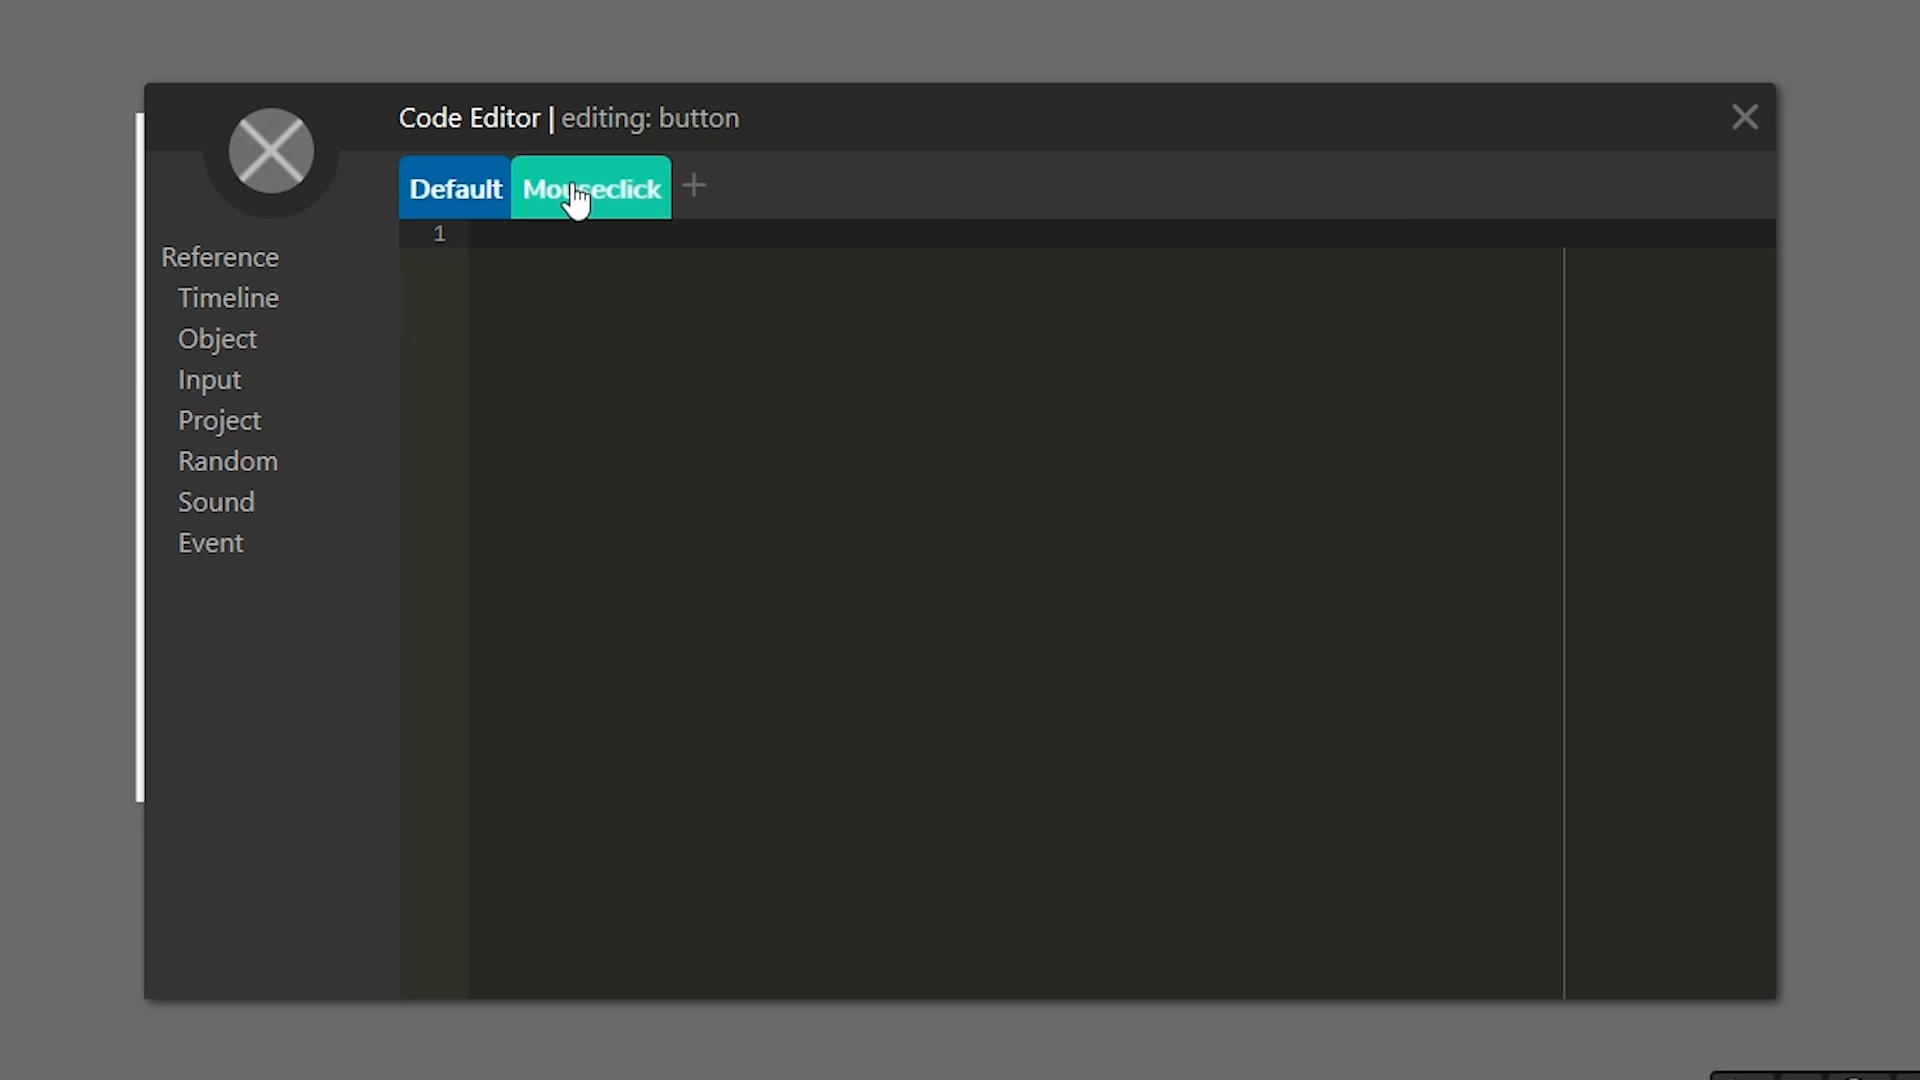 Code Editor | editing: button
Default Mouseclick +
1
Reference
Timeline
Object
Input
Project
Random
Sound
Event